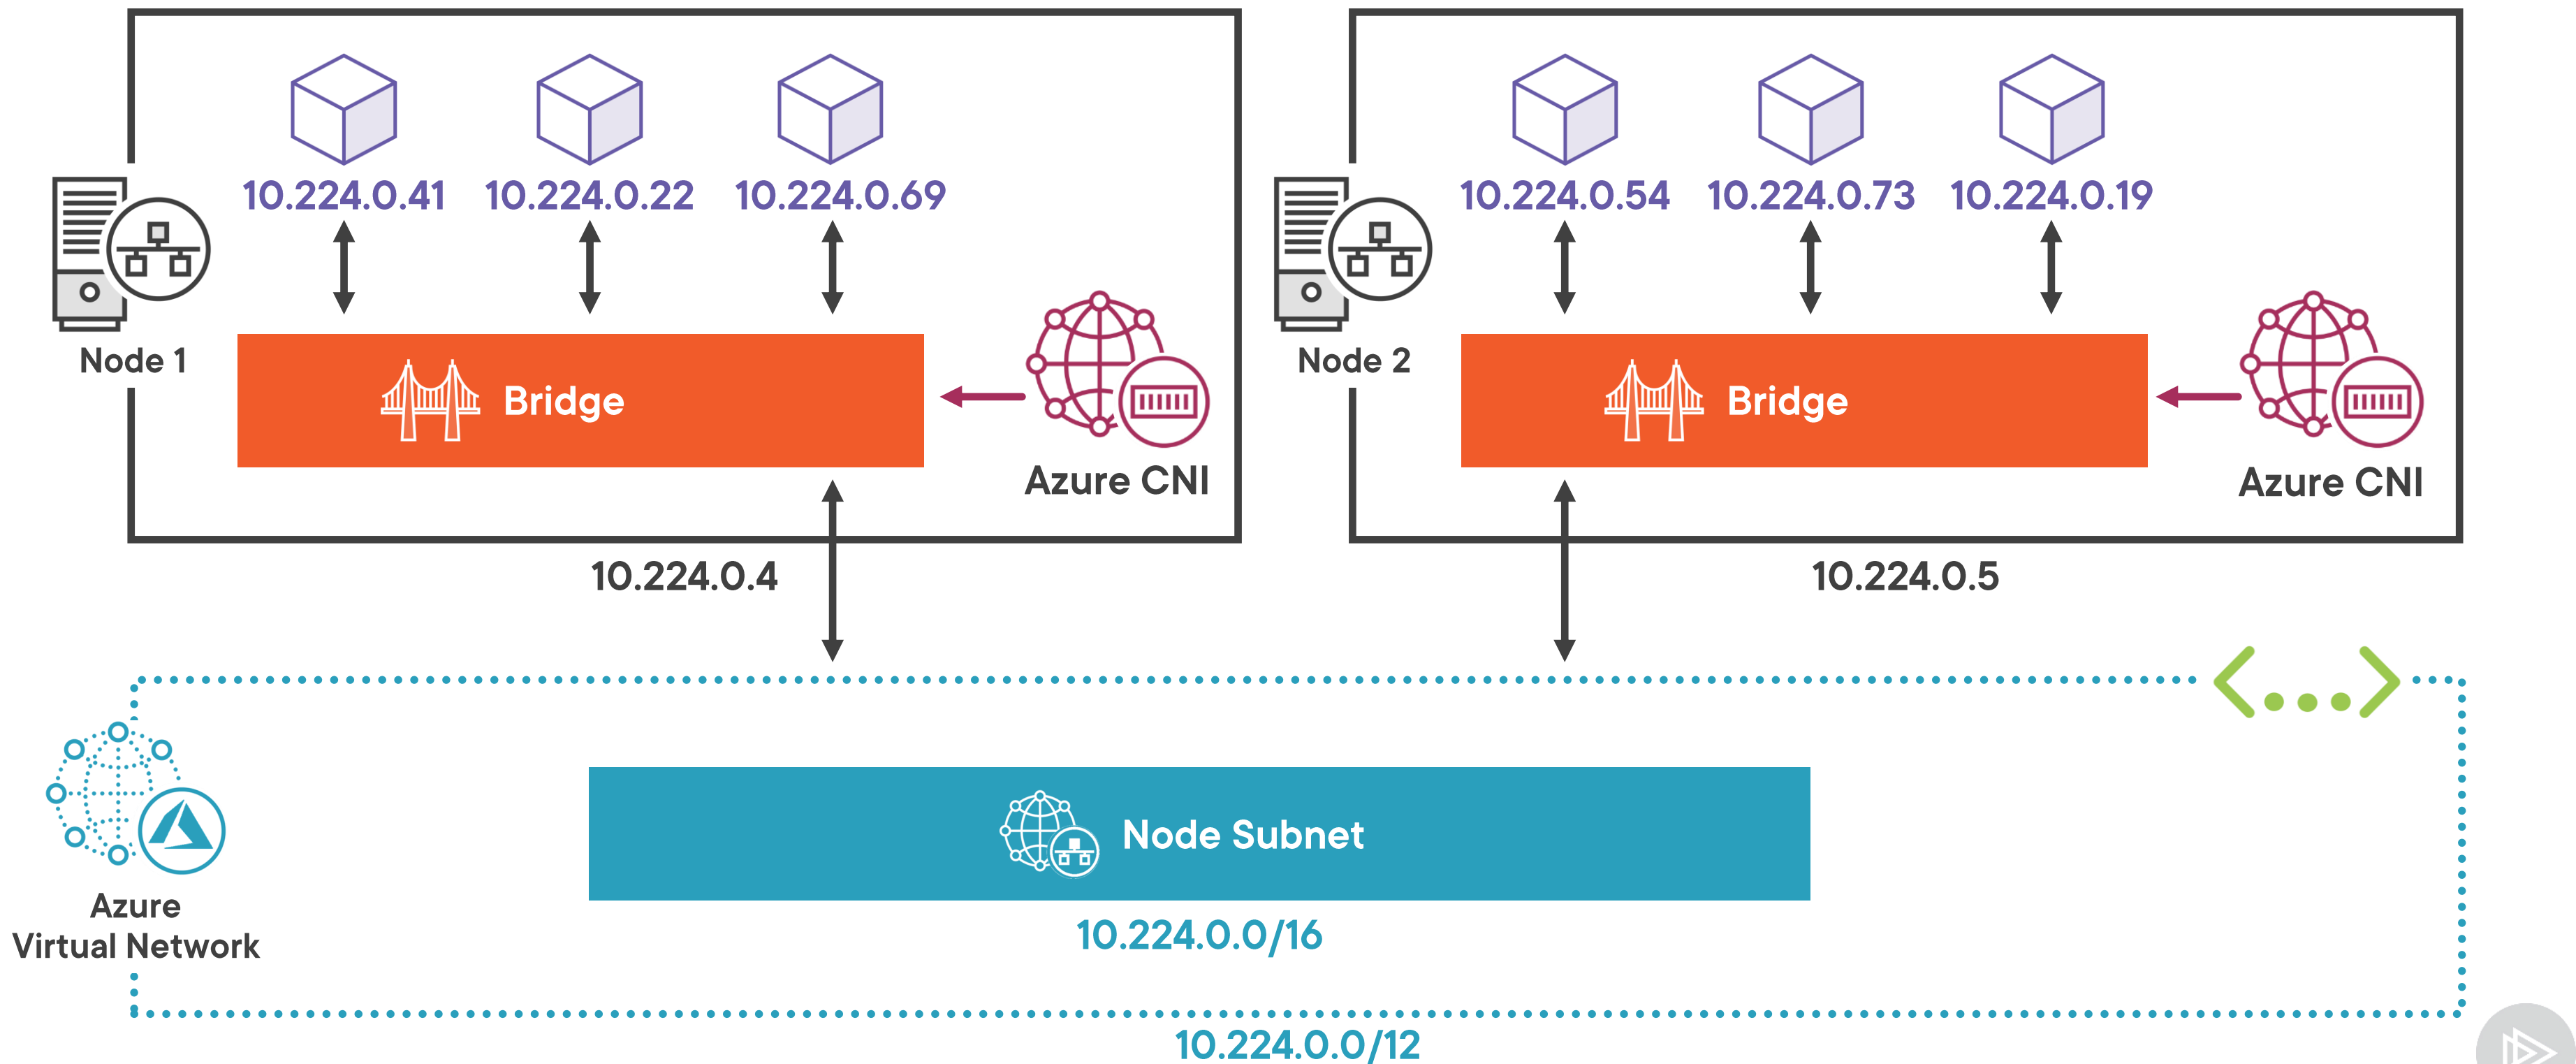 10.224.0.41
10.224.0.22
10.224.0.69
10.224.0.54
10.224.0.73
10.224.0.19
Node 1
Node 2
Bridge
Bridge
Azure CNI
Azure CNI
10.224.0.4
10.224.0.5
Node Subnet
Azure
Virtual Network
10.224.0.0/16
10.224.0.0/12